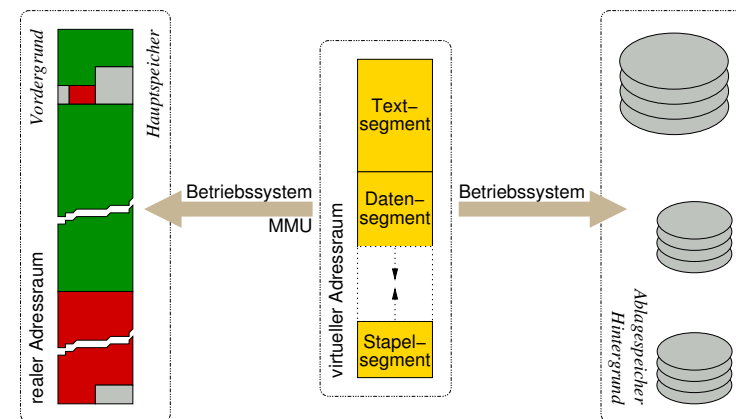 Vordergrund
Hauptspeicher
realer Adressraum
Betriebssystem
MMU
virtueller Adressraum
Text–
segment
Daten–
segment
Stapel–
segment
Betriebssystem
Ablagespeicher
Hintergrund